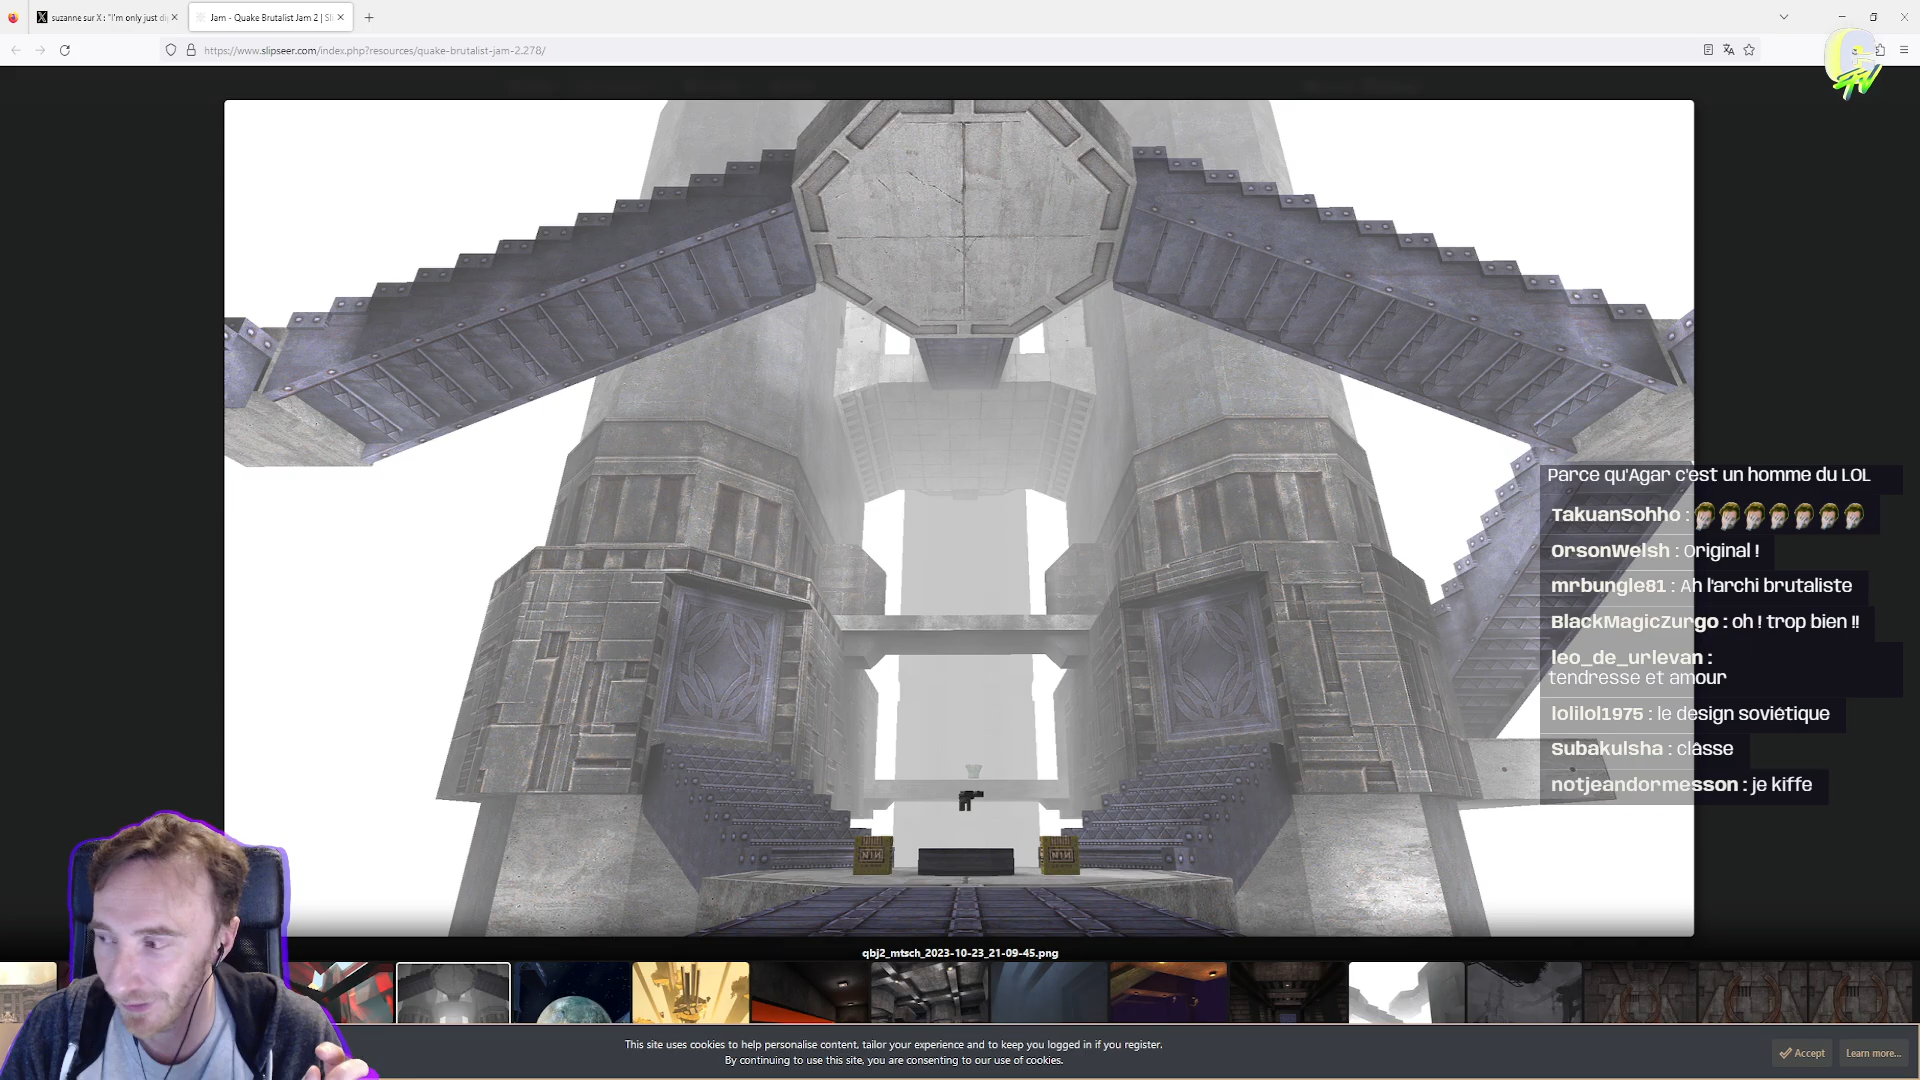 suzanne sur X : "I'm only just di
Jam - Quake Brutalist Jam 2 | Sli
https://www.slipseer.com/index.php?resources/quake-brutalist-jam-2.278/
TV
Parce qu'Agar c'est un homme du LOL
TakuanSohho :
OrsonWelsh : Original !
mrbungle81 : Ah l'archi brutaliste
BlackMagicZurgo : oh ! trop bien !!
leo_de_urlevan :
tendresse et amour
lolilol1975 : le design soviétique
Subakulsha : classe
notjeandormesson : je kiffe
qbj2_mtsch_2023-10-23_21-09-45.png
This site uses cookies to help personalise content, tailor your experience and to keep you logged in if you register.
By continuing to use this site, you are consenting to our use of cookies.
Accept
Learn more...